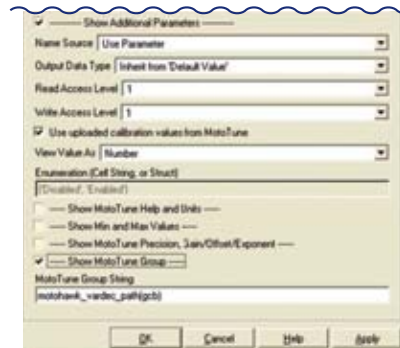 ------- Show Additional Parameters -------
Name Source Use Parameter
Output Data Type Inherit from 'Default Value'
Read Access Level 1
Write Access Level 1
Use uploaded calibration values from MotoTune
View Value As Number
Enumeration (Cell String, or Struct)
{'Disabled', 'Enabled'}
---- Show MotoTune Help and Units ----
---- Show Min and Max Values ----
---- Show MotoTune Precision, Gain/Offset/Exponent ----
---- Show MotoTune Group ----
MotoTune Group String
motohawk_vardec_path(gcb)
OK Cancel Help Apply